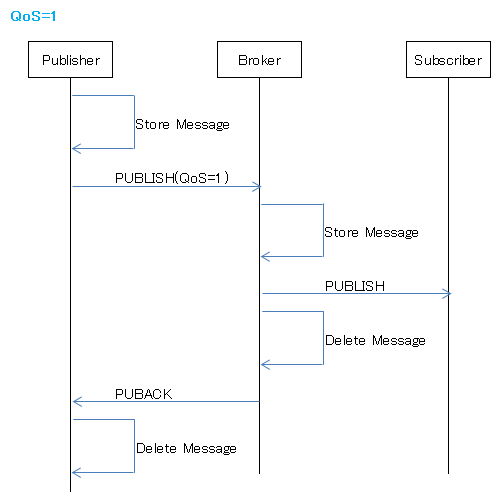 QoS=1
Publisher
Broker
Subscriber
Store Message
PUBLISH(QoS=1)
Store Message
PUBLISH
Delete Message
PUBACK
Delete Message